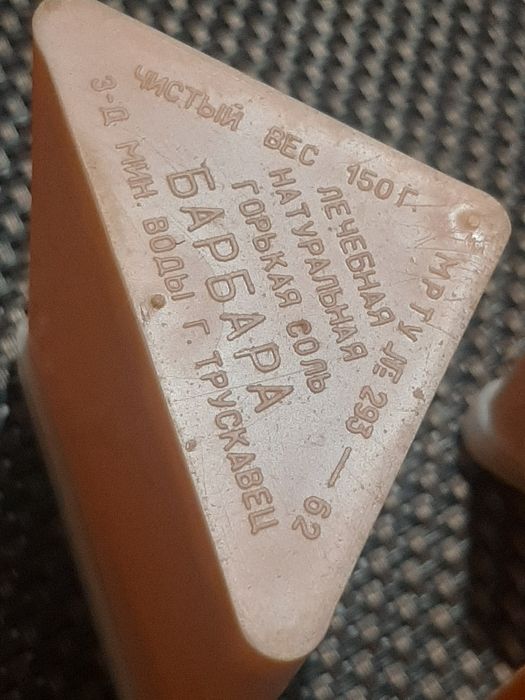 ЧИСТЫЙ ВЕС 150 Г.
ЛЕЧЕБНАЯ
НАТУРАЛЬНАЯ
ГОРЬКАЯ СОЛЬ
БАРБАРА
З-Д МИН. ВОДЫ Г. ТРУСКАВЕЦ
МРТУ № 293 — 62